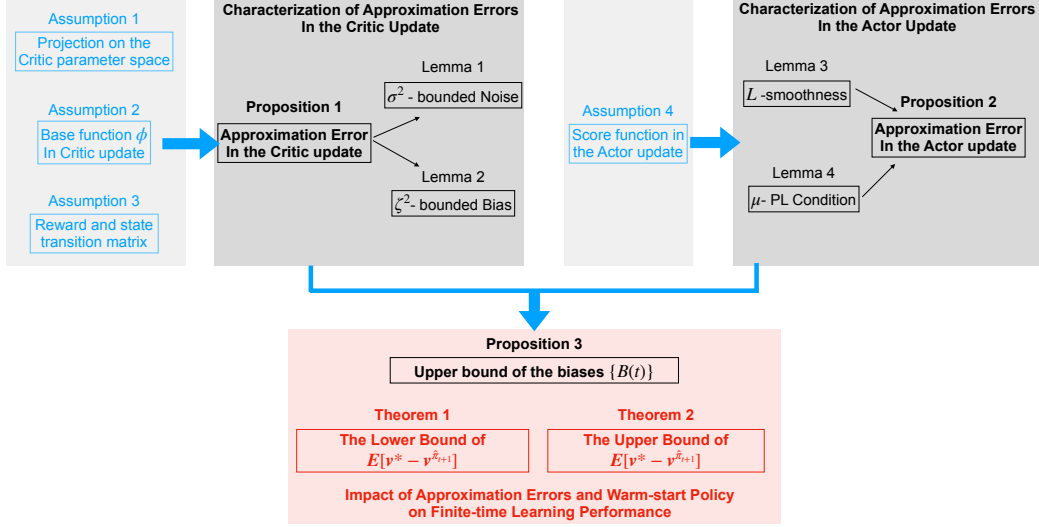 Assumption 1
Projection on the
Critic parameter space
Assumption 2
Base function ϕ
In Critic update
Assumption 3
Reward and state
transition matrix
Characterization of Approximation Errors
In the Critic Update
Lemma 1
σ² - bounded Noise
Proposition 1
Approximation Error
In the Critic update
Lemma 2
ζ²- bounded Bias
Assumption 4
Score function in
the Actor update
Characterization of Approximation Errors
In the Actor Update
Lemma 3
L -smoothness
Proposition 2
Approximation Error
In the Actor update
Lemma 4
μ- PL Condition
Proposition 3
Upper bound of the biases {B(t)}
Theorem 1
The Lower Bound of
E[v* − v^{π̂_{t+1}}]
Theorem 2
The Upper Bound of
E[v* − v^{π̂_{t+1}}]
Impact of Approximation Errors and Warm-start Policy
on Finite-time Learning Performance